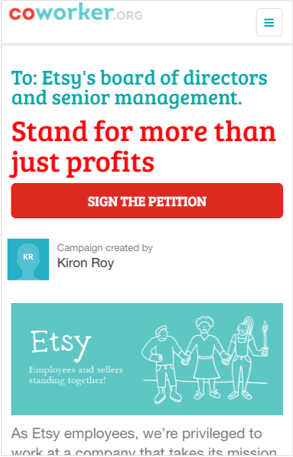 coworker.ORG
To: Etsy's board of directors
and senior management.
Stand for more than
just profits
SIGN THE PETITION
KR
Campaign created by
Kiron Roy
Etsy
Employees and sellers
standing together!
As Etsy employees, we're privileged to
work at a company that takes its mission